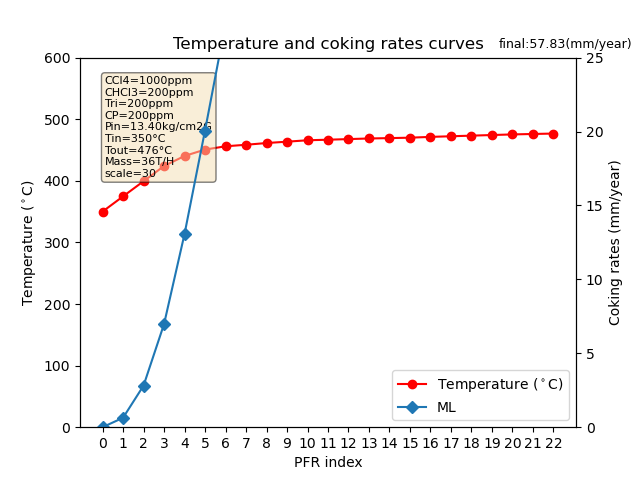 Temperature and coking rates curves
final:57.83(mm/year)
CCl4=1000ppm
CHCl3=200ppm
Tri=200ppm
CP=200ppm
Pin=13.40kg/cm2G
Tin=350°C
Tout=476°C
Mass=36T/H
scale=30
600
500
400
300
200
100
0
Temperature (°C)
25
20
15
10
5
0
Coking rates (mm/year)
Temperature (°C)
ML
0 1 2 3 4 5 6 7 8 9 10 11 12 13 14 15 16 17 18 19 20 21 22
PFR index